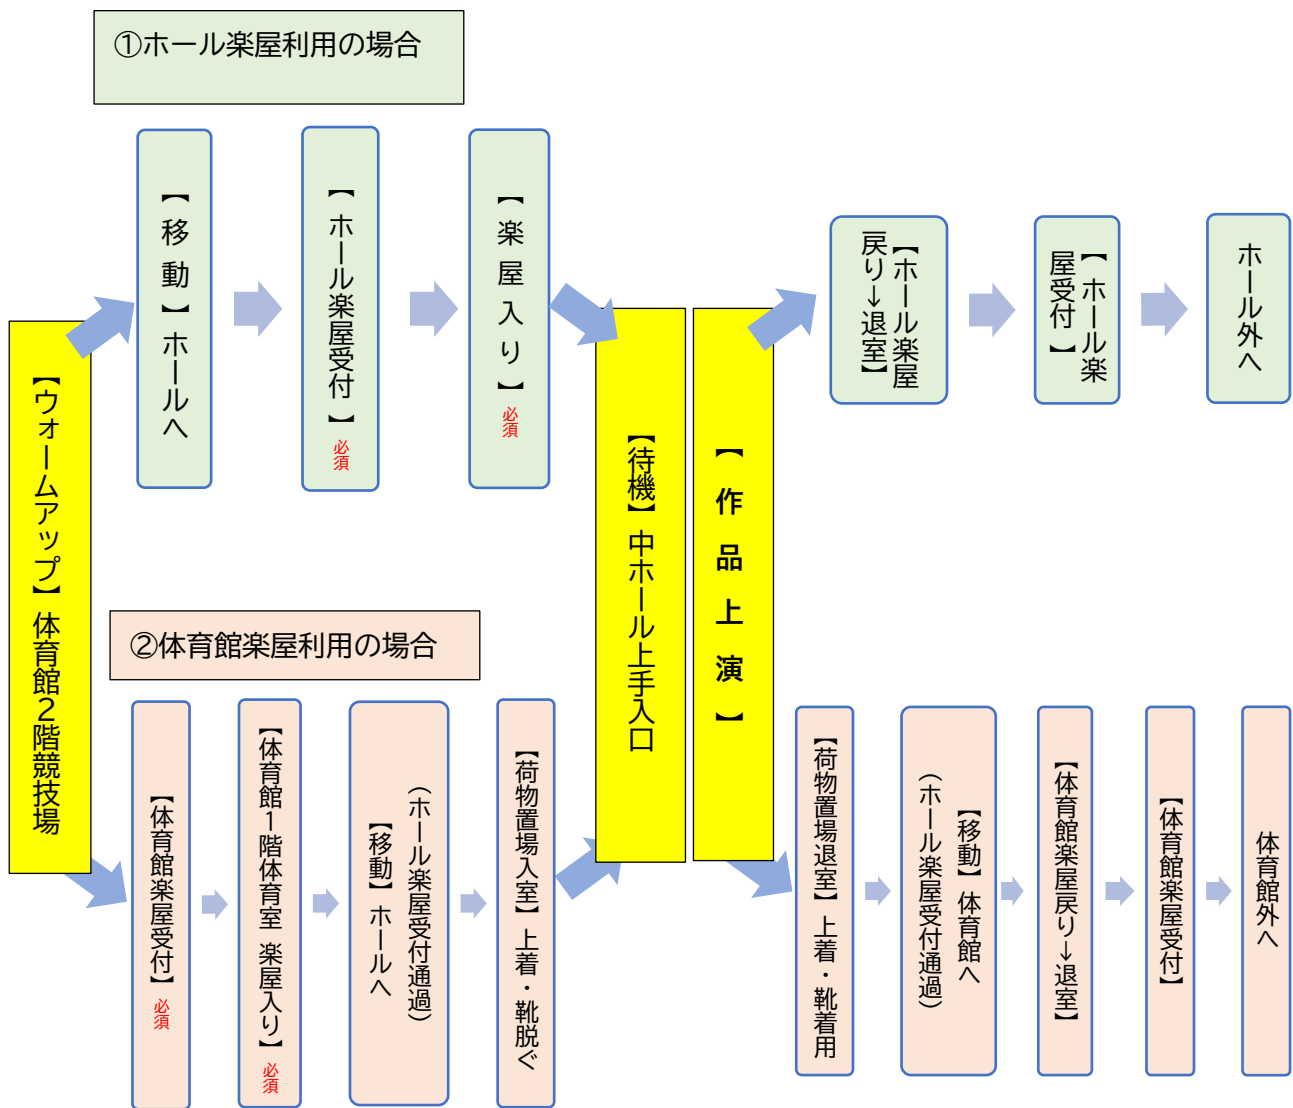 ①ホール楽屋利用の場合
【ウォームアップ】体育館２階競技場
【移動】ホールへ
【ホール楽屋受付】必須
【楽屋入り】必須
【待機】中ホール上手入口
【作品上演】
【ホール楽屋
戻り→退室】
【ホール楽
屋受付】
ホール外へ
②体育館楽屋利用の場合
【体育館楽屋受付】必須
【体育館１階体育室 楽屋入り】必須
（ホール楽屋受付通過）
【移動】ホールへ
【荷物置場入室】上着・靴脱ぐ
【荷物置場退室】上着・靴着用
【移動】体育館へ
（ホール楽屋受付通過）
【体育館楽屋戻り→退室】
【体育館楽屋受付】
体育館外へ